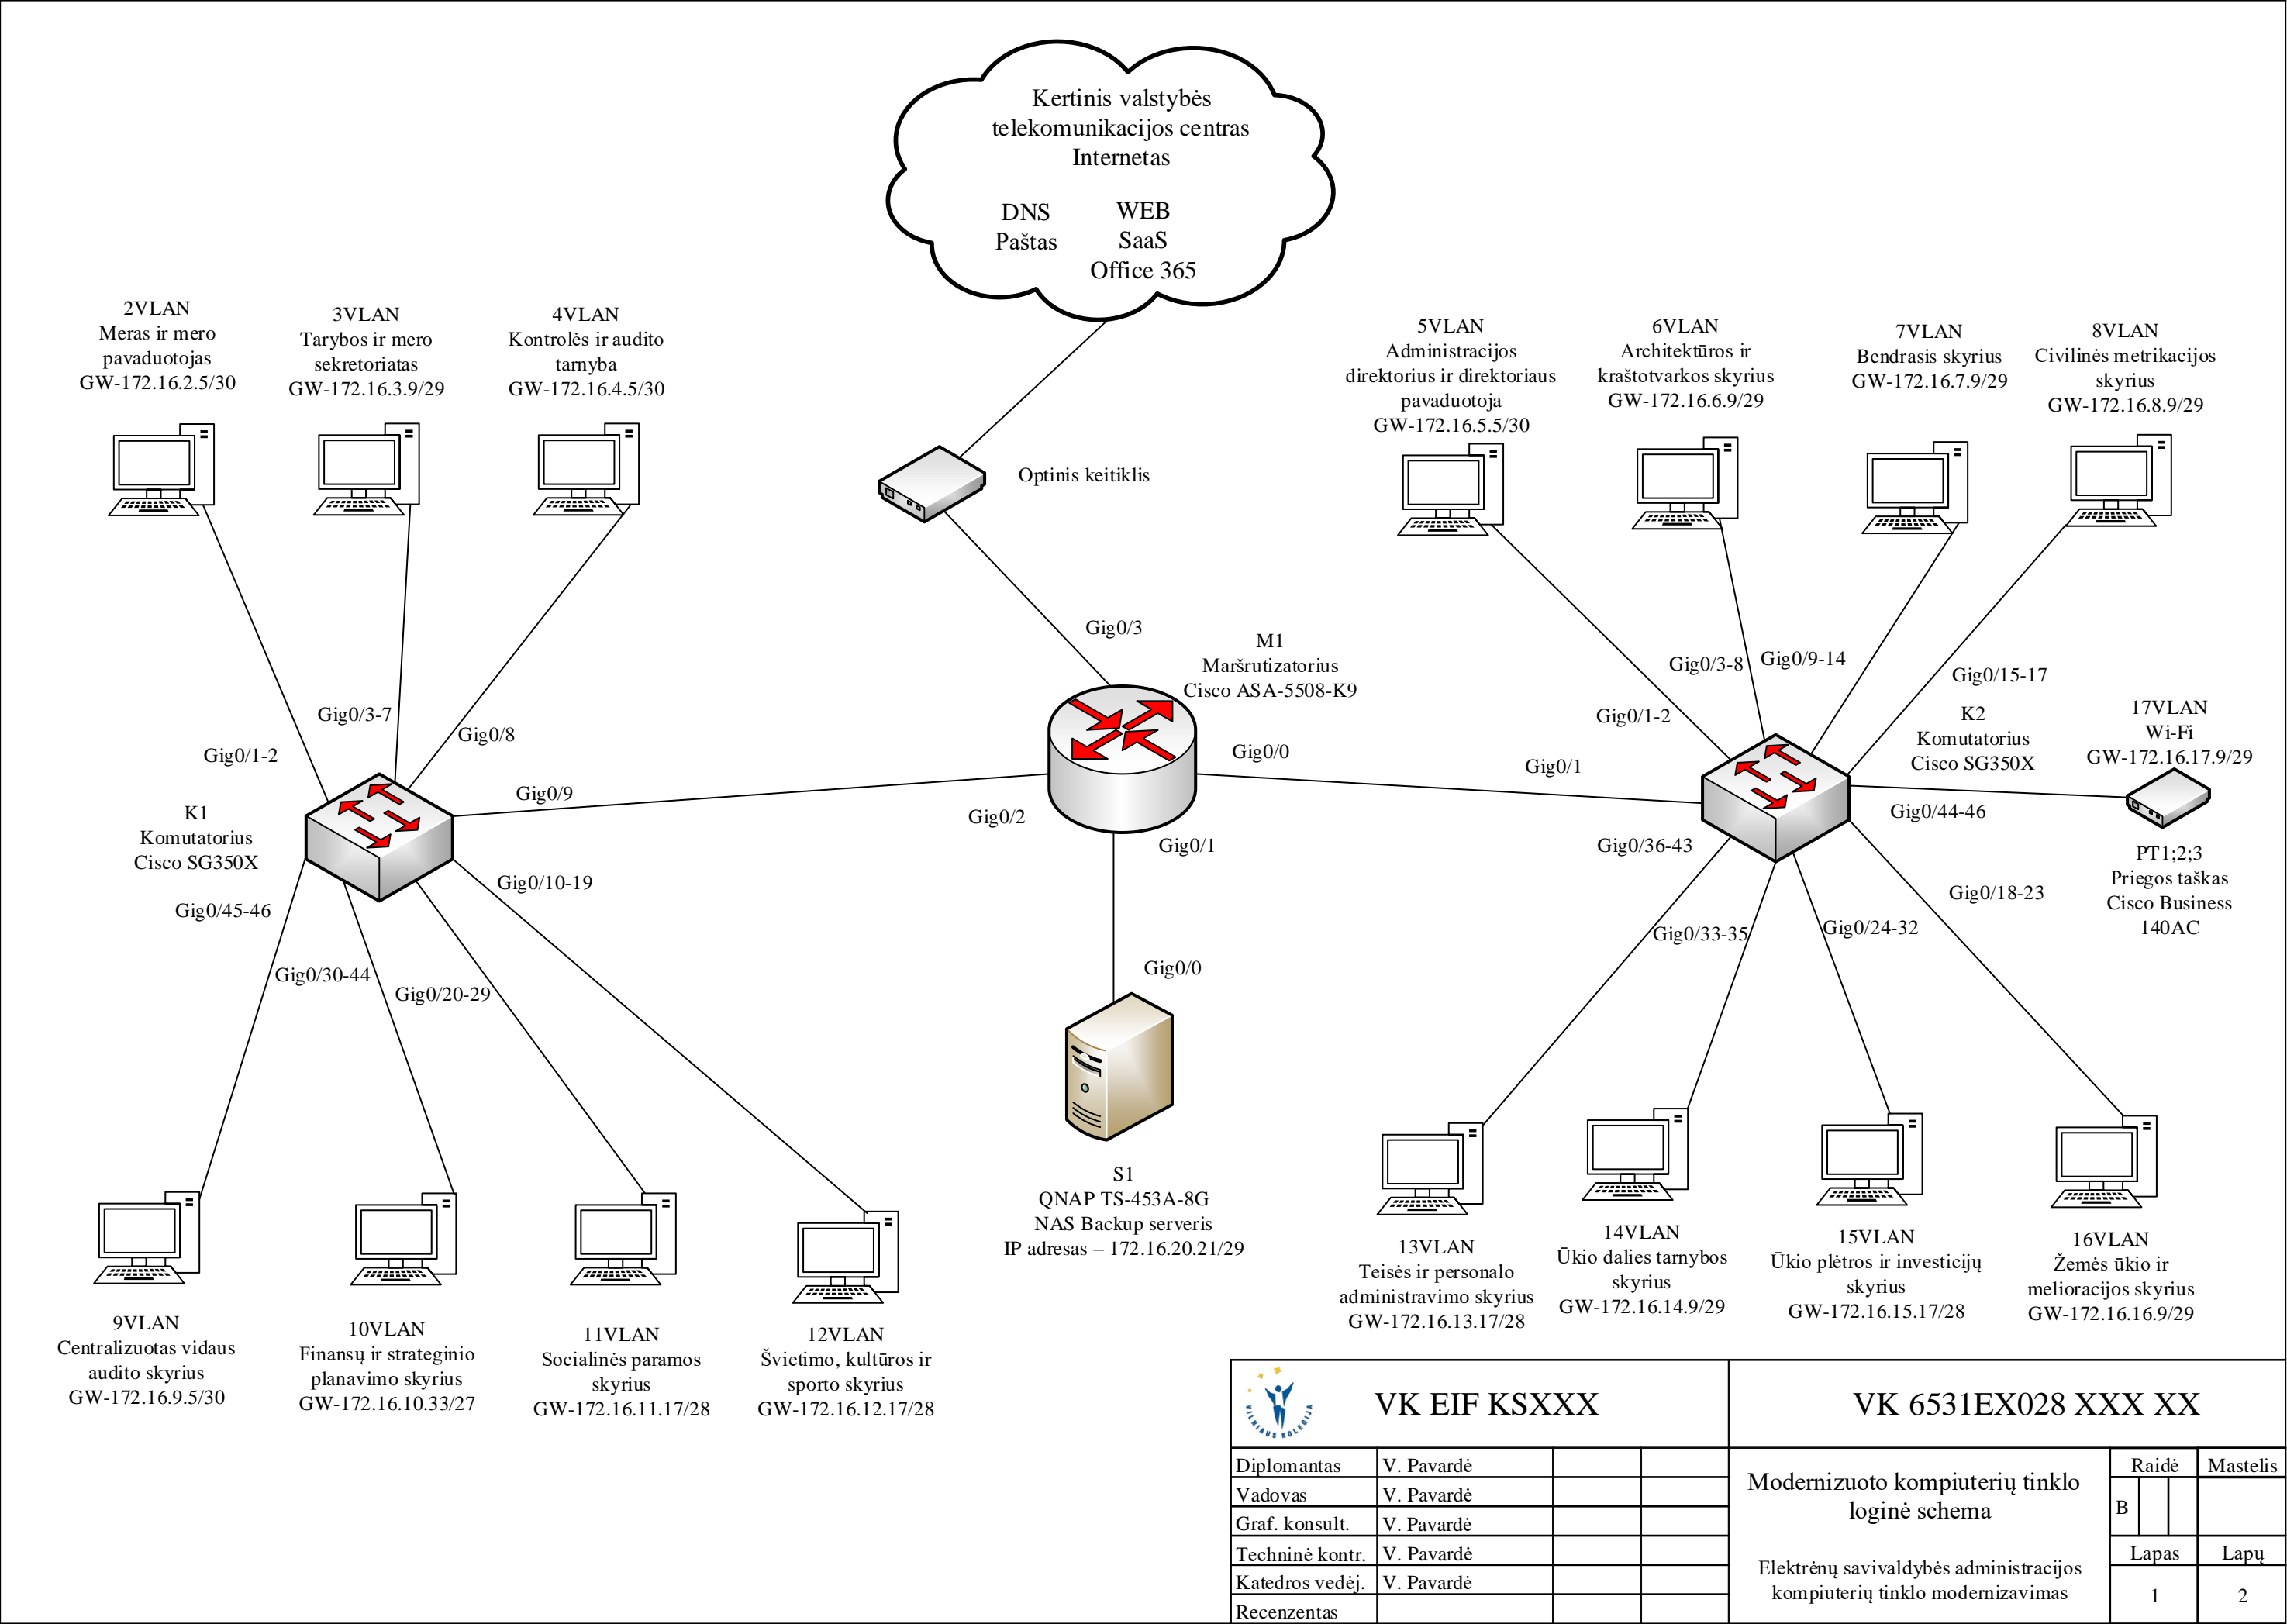 Kertinis valstybės
telekomunikacijos centras
Internetas
DNS
Paštas
WEB
SaaS
Office 365
2VLAN
Meras ir mero
pavaduotojas
GW-172.16.2.5/30
3VLAN
Tarybos ir mero
sekretoriatas
GW-172.16.3.9/29
4VLAN
Kontrolės ir audito
tarnyba
GW-172.16.4.5/30
5VLAN
Administracijos
direktorius ir direktoriaus
pavaduotoja
GW-172.16.5.5/30
6VLAN
Architektūros ir
kraštotvarkos skyrius
GW-172.16.6.9/29
7VLAN
Bendrasis skyrius
GW-172.16.7.9/29
8VLAN
Civilinės metrikacijos
skyrius
GW-172.16.8.9/29
Optinis keitiklis
Gig0/3
M1
Maršrutizatorius
Cisco ASA-5508-K9
Gig0/0
Gig0/2
Gig0/1
Gig0/3-7
Gig0/8
Gig0/1-2
Gig0/9
K1
Komutatorius
Cisco SG350X
Gig0/45-46
Gig0/10-19
Gig0/30-44
Gig0/20-29
Gig0/3-8
Gig0/9-14
Gig0/15-17
Gig0/1-2
Gig0/1
K2
Komutatorius
Cisco SG350X
17VLAN
Wi-Fi
GW-172.16.17.9/29
Gig0/44-46
Gig0/36-43
PT1;2;3
Priegos taškas
Cisco Business
140AC
Gig0/18-23
Gig0/33-35
Gig0/24-32
Gig0/0
S1
QNAP TS-453A-8G
NAS Backup serveris
IP adresas – 172.16.20.21/29
9VLAN
Centralizuotas vidaus
audito skyrius
GW-172.16.9.5/30
10VLAN
Finansų ir strateginio
planavimo skyrius
GW-172.16.10.33/27
11VLAN
Socialinės paramos
skyrius
GW-172.16.11.17/28
12VLAN
Švietimo, kultūros ir
sporto skyrius
GW-172.16.12.17/28
13VLAN
Teisės ir personalo
administravimo skyrius
GW-172.16.13.17/28
14VLAN
Ūkio dalies tarnybos
skyrius
GW-172.16.14.9/29
15VLAN
Ūkio plėtros ir investicijų
skyrius
GW-172.16.15.17/28
16VLAN
Žemės ūkio ir
melioracijos skyrius
GW-172.16.16.9/29
VILNIAUS KOLEGIJA
VK EIF KSXXX
VK 6531EX028 XXX XX
Diplomantas V. Pavardė
Vadovas V. Pavardė
Graf. konsult. V. Pavardė
Techninė kontr. V. Pavardė
Katedros vedėj. V. Pavardė
Recenzentas
Modernizuoto kompiuterių tinklo
loginė schema
Elektrėnų savivaldybės administracijos
kompiuterių tinklo modernizavimas
Raidė Mastelis
B
Lapas Lapų
1 2